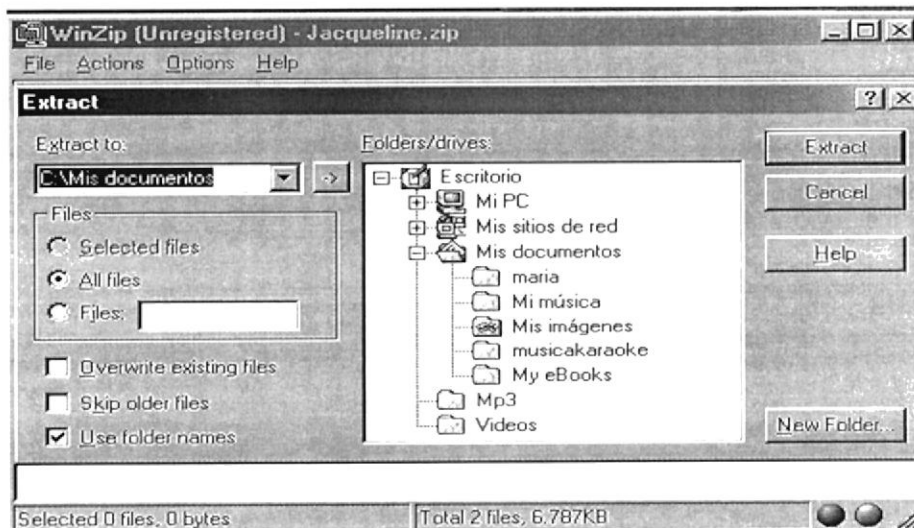 WinZip (Unregistered) - Jacqueline.zip
File Actions Options Help
Extract
Extract to:
C:\Mis documentos
Files
Selected files
All files
Files:
Overwrite existing files
Skip older files
Use folder names
Folders/drives:
Escritorio
Mi PC
Mis sitios de red
Mis documentos
maria
Mi música
Mis imágenes
musicakaraoke
My eBooks
Mp3
Videos
Extract
Cancel
Help
New Folder...
Selected 0 files, 0 bytes
Total 2 files, 6.787KB